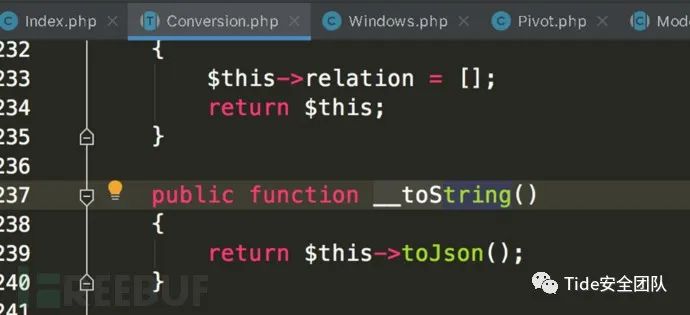 Index.php Conversion.php Windows.php Pivot.php Mode
232 {
233 $this->relation = [];
234 return $this;
235 }
236
237 public function __toString()
238 {
239 return $this->toJson();
240 }
241
FREEBUF
Tide安全团队